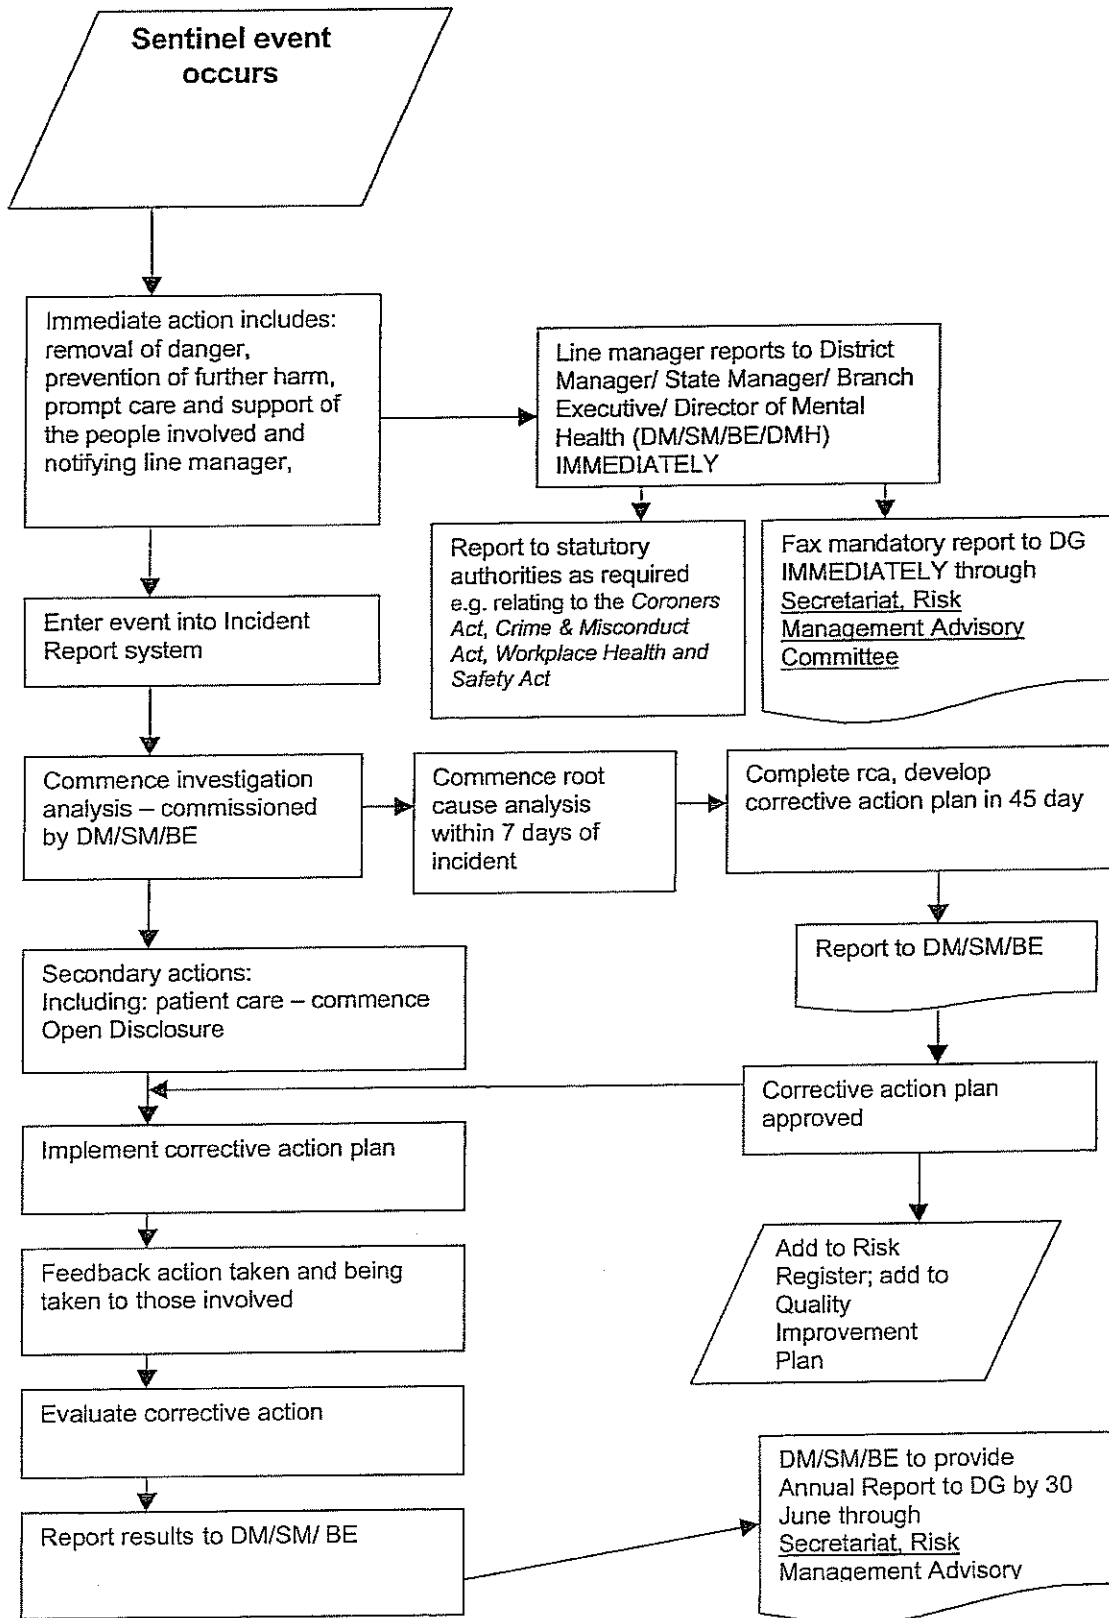 Sentinel event
occurs
Immediate action includes:
removal of danger,
prevention of further harm,
prompt care and support of
the people involved and
notifying line manager,
Line manager reports to District
Manager/ State Manager/ Branch
Executive/ Director of Mental
Health (DM/SM/BE/DMH)
IMMEDIATELY
Report to statutory
authorities as required
e.g. relating to the Coroners
Act, Crime & Misconduct
Act, Workplace Health and
Safety Act
Fax mandatory report to DG
IMMEDIATELY through
Secretariat, Risk
Management Advisory
Committee
Enter event into Incident
Report system
Commence investigation
analysis – commissioned
by DM/SM/BE
Commence root
cause analysis
within 7 days of
incident
Complete rca, develop
corrective action plan in 45 day
Report to DM/SM/BE
Secondary actions:
Including: patient care – commence
Open Disclosure
Corrective action plan
approved
Implement corrective action plan
Add to Risk
Register; add to
Quality
Improvement
Plan
Feedback action taken and being
taken to those involved
Evaluate corrective action
Report results to DM/SM/ BE
DM/SM/BE to provide
Annual Report to DG by 30
June through
Secretariat, Risk
Management Advisory